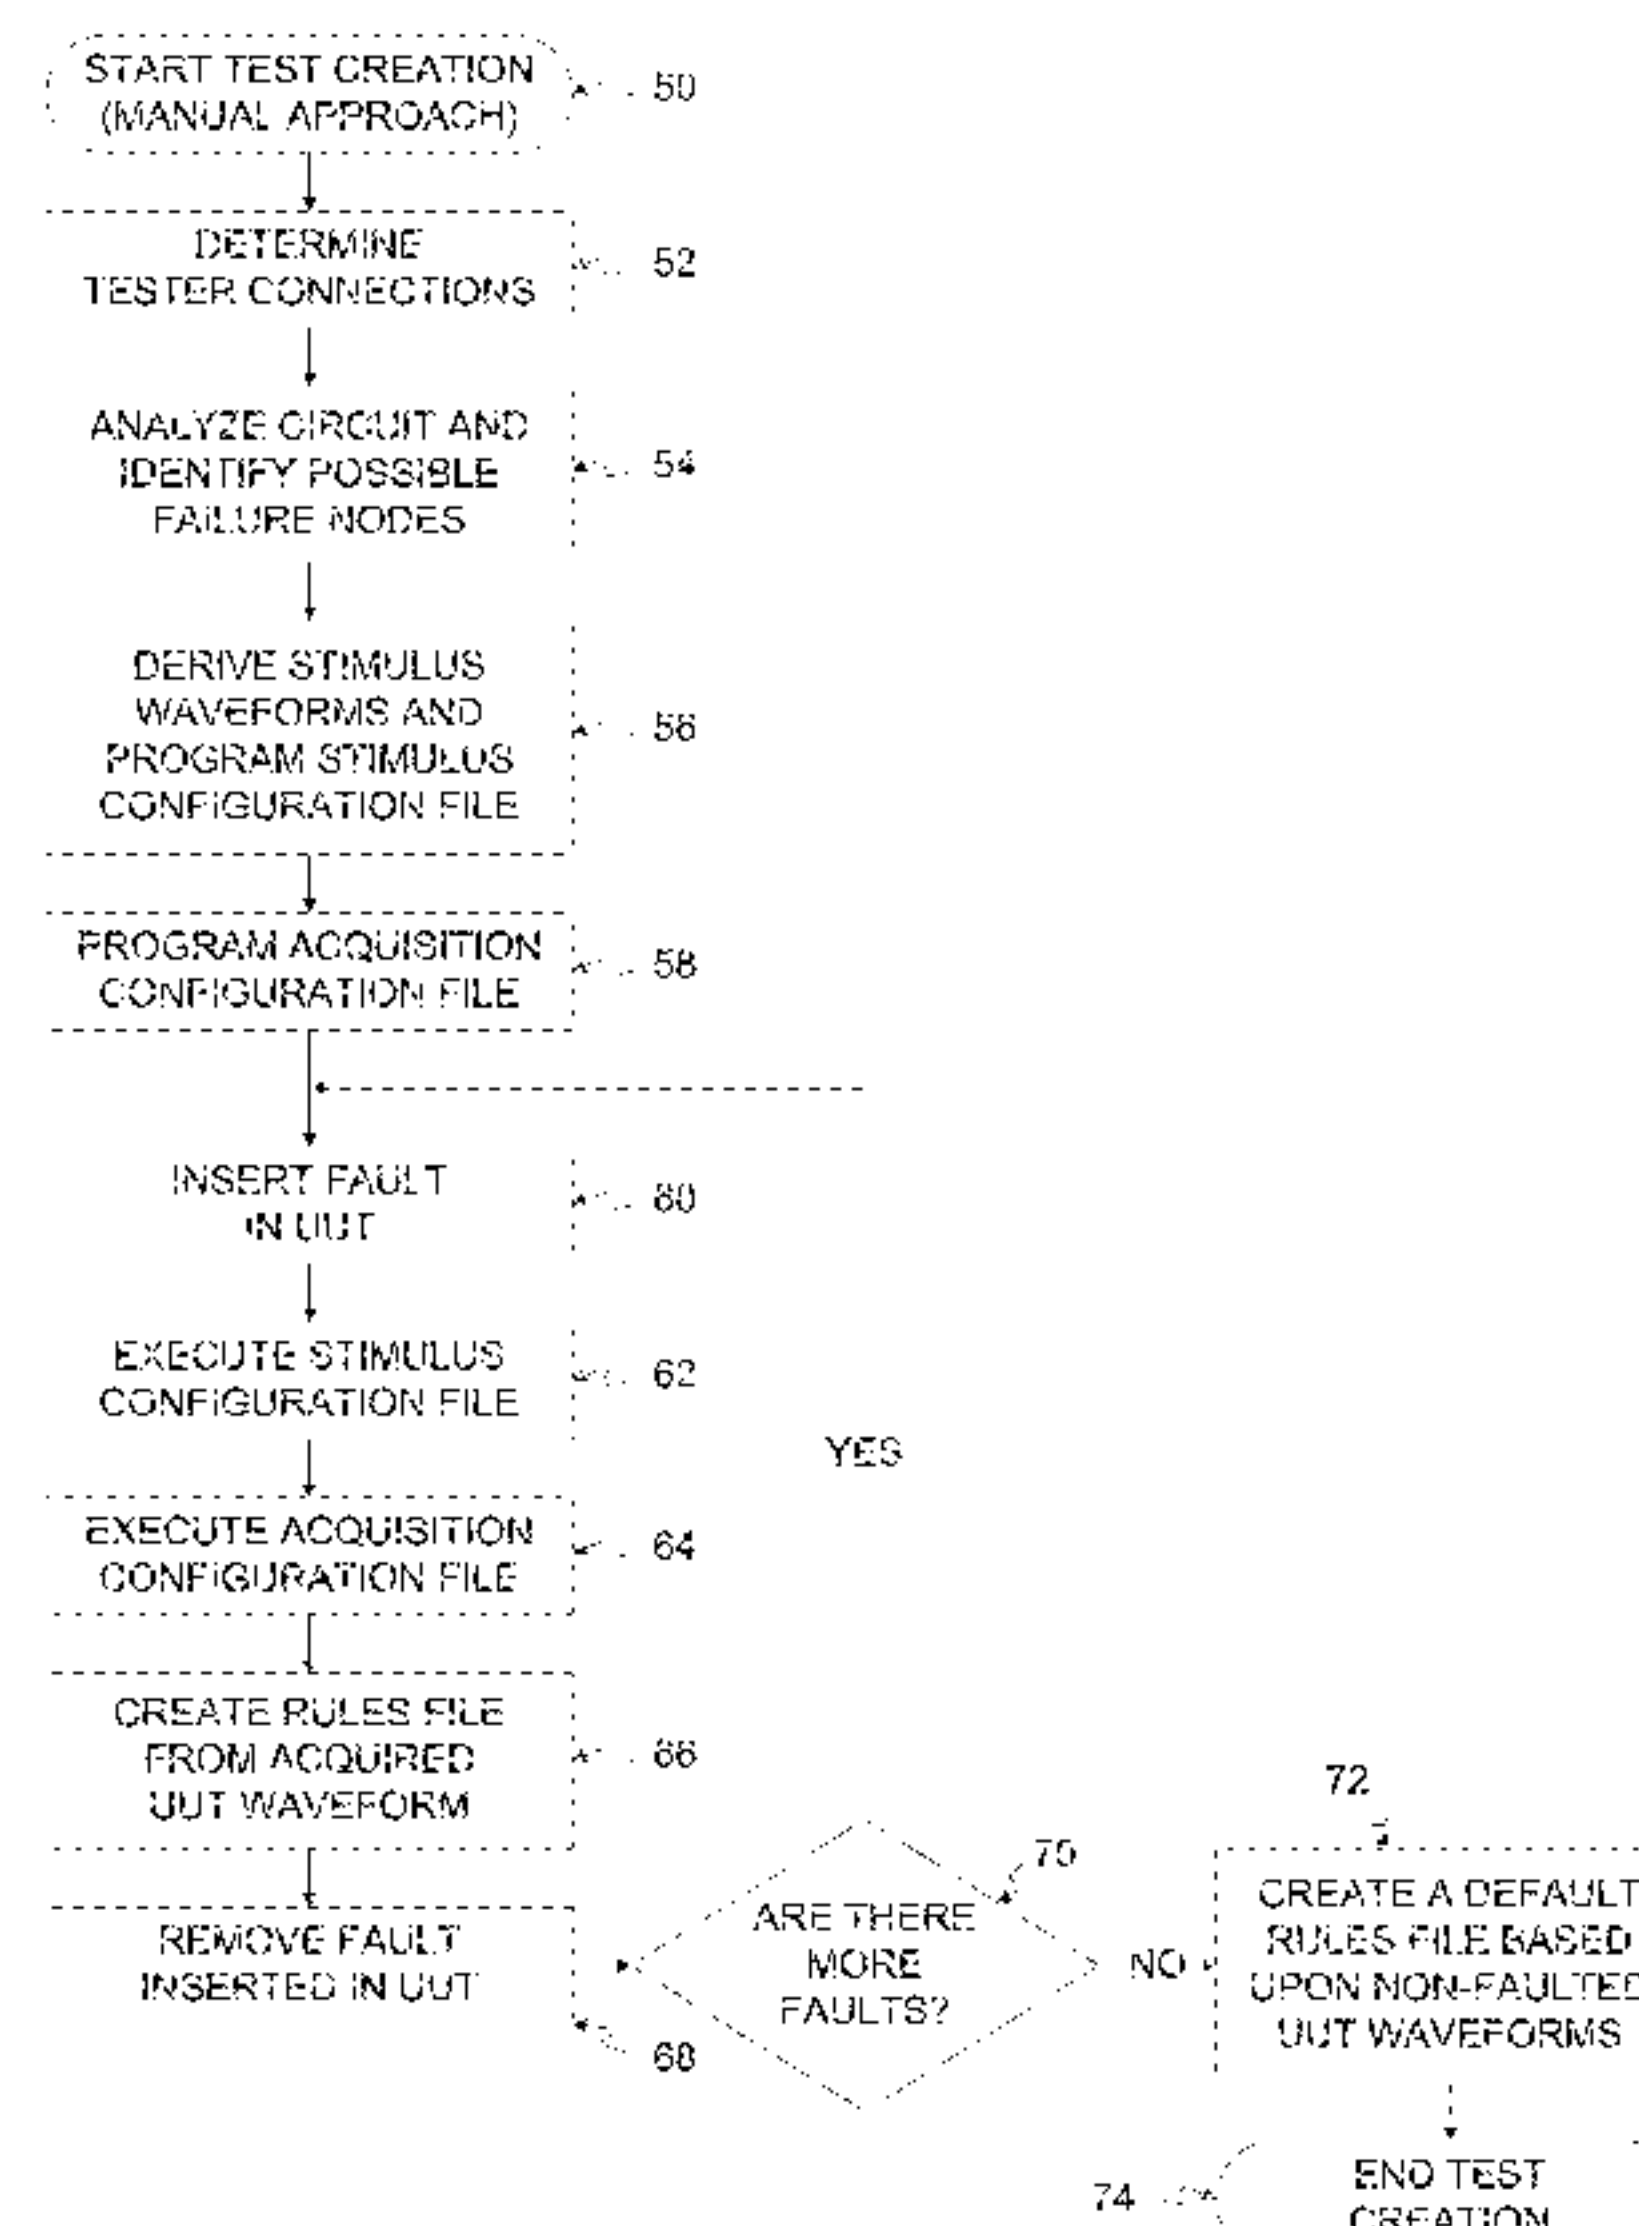 START TEST CREATION
(MANUAL APPROACH)
50
DETERMINE
TESTER CONNECTIONS
52
ANALYZE CIRCUIT AND
IDENTIFY POSSIBLE
FAILURE NODES
54
DERIVE STIMULUS
WAVEFORMS AND
PROGRAM STIMULUS
CONFIGURATION FILE
56
PROGRAM ACQUISITION
CONFIGURATION FILE
58
INSERT FAULT
IN UUT
60
EXECUTE STIMULUS
CONFIGURATION FILE
62
YES
EXECUTE ACQUISITION
CONFIGURATION FILE
64
CREATE RULES FILE
FROM ACQUIRED
UUT WAVEFORM
66
REMOVE FAULT
INSERTED IN UUT
68
ARE THERE
MORE
FAULTS?
70
NO
72
CREATE A DEFAULT
RULES FILE BASED
UPON NON-FAULTED
UUT WAVEFORMS
74
END TEST
CREATION